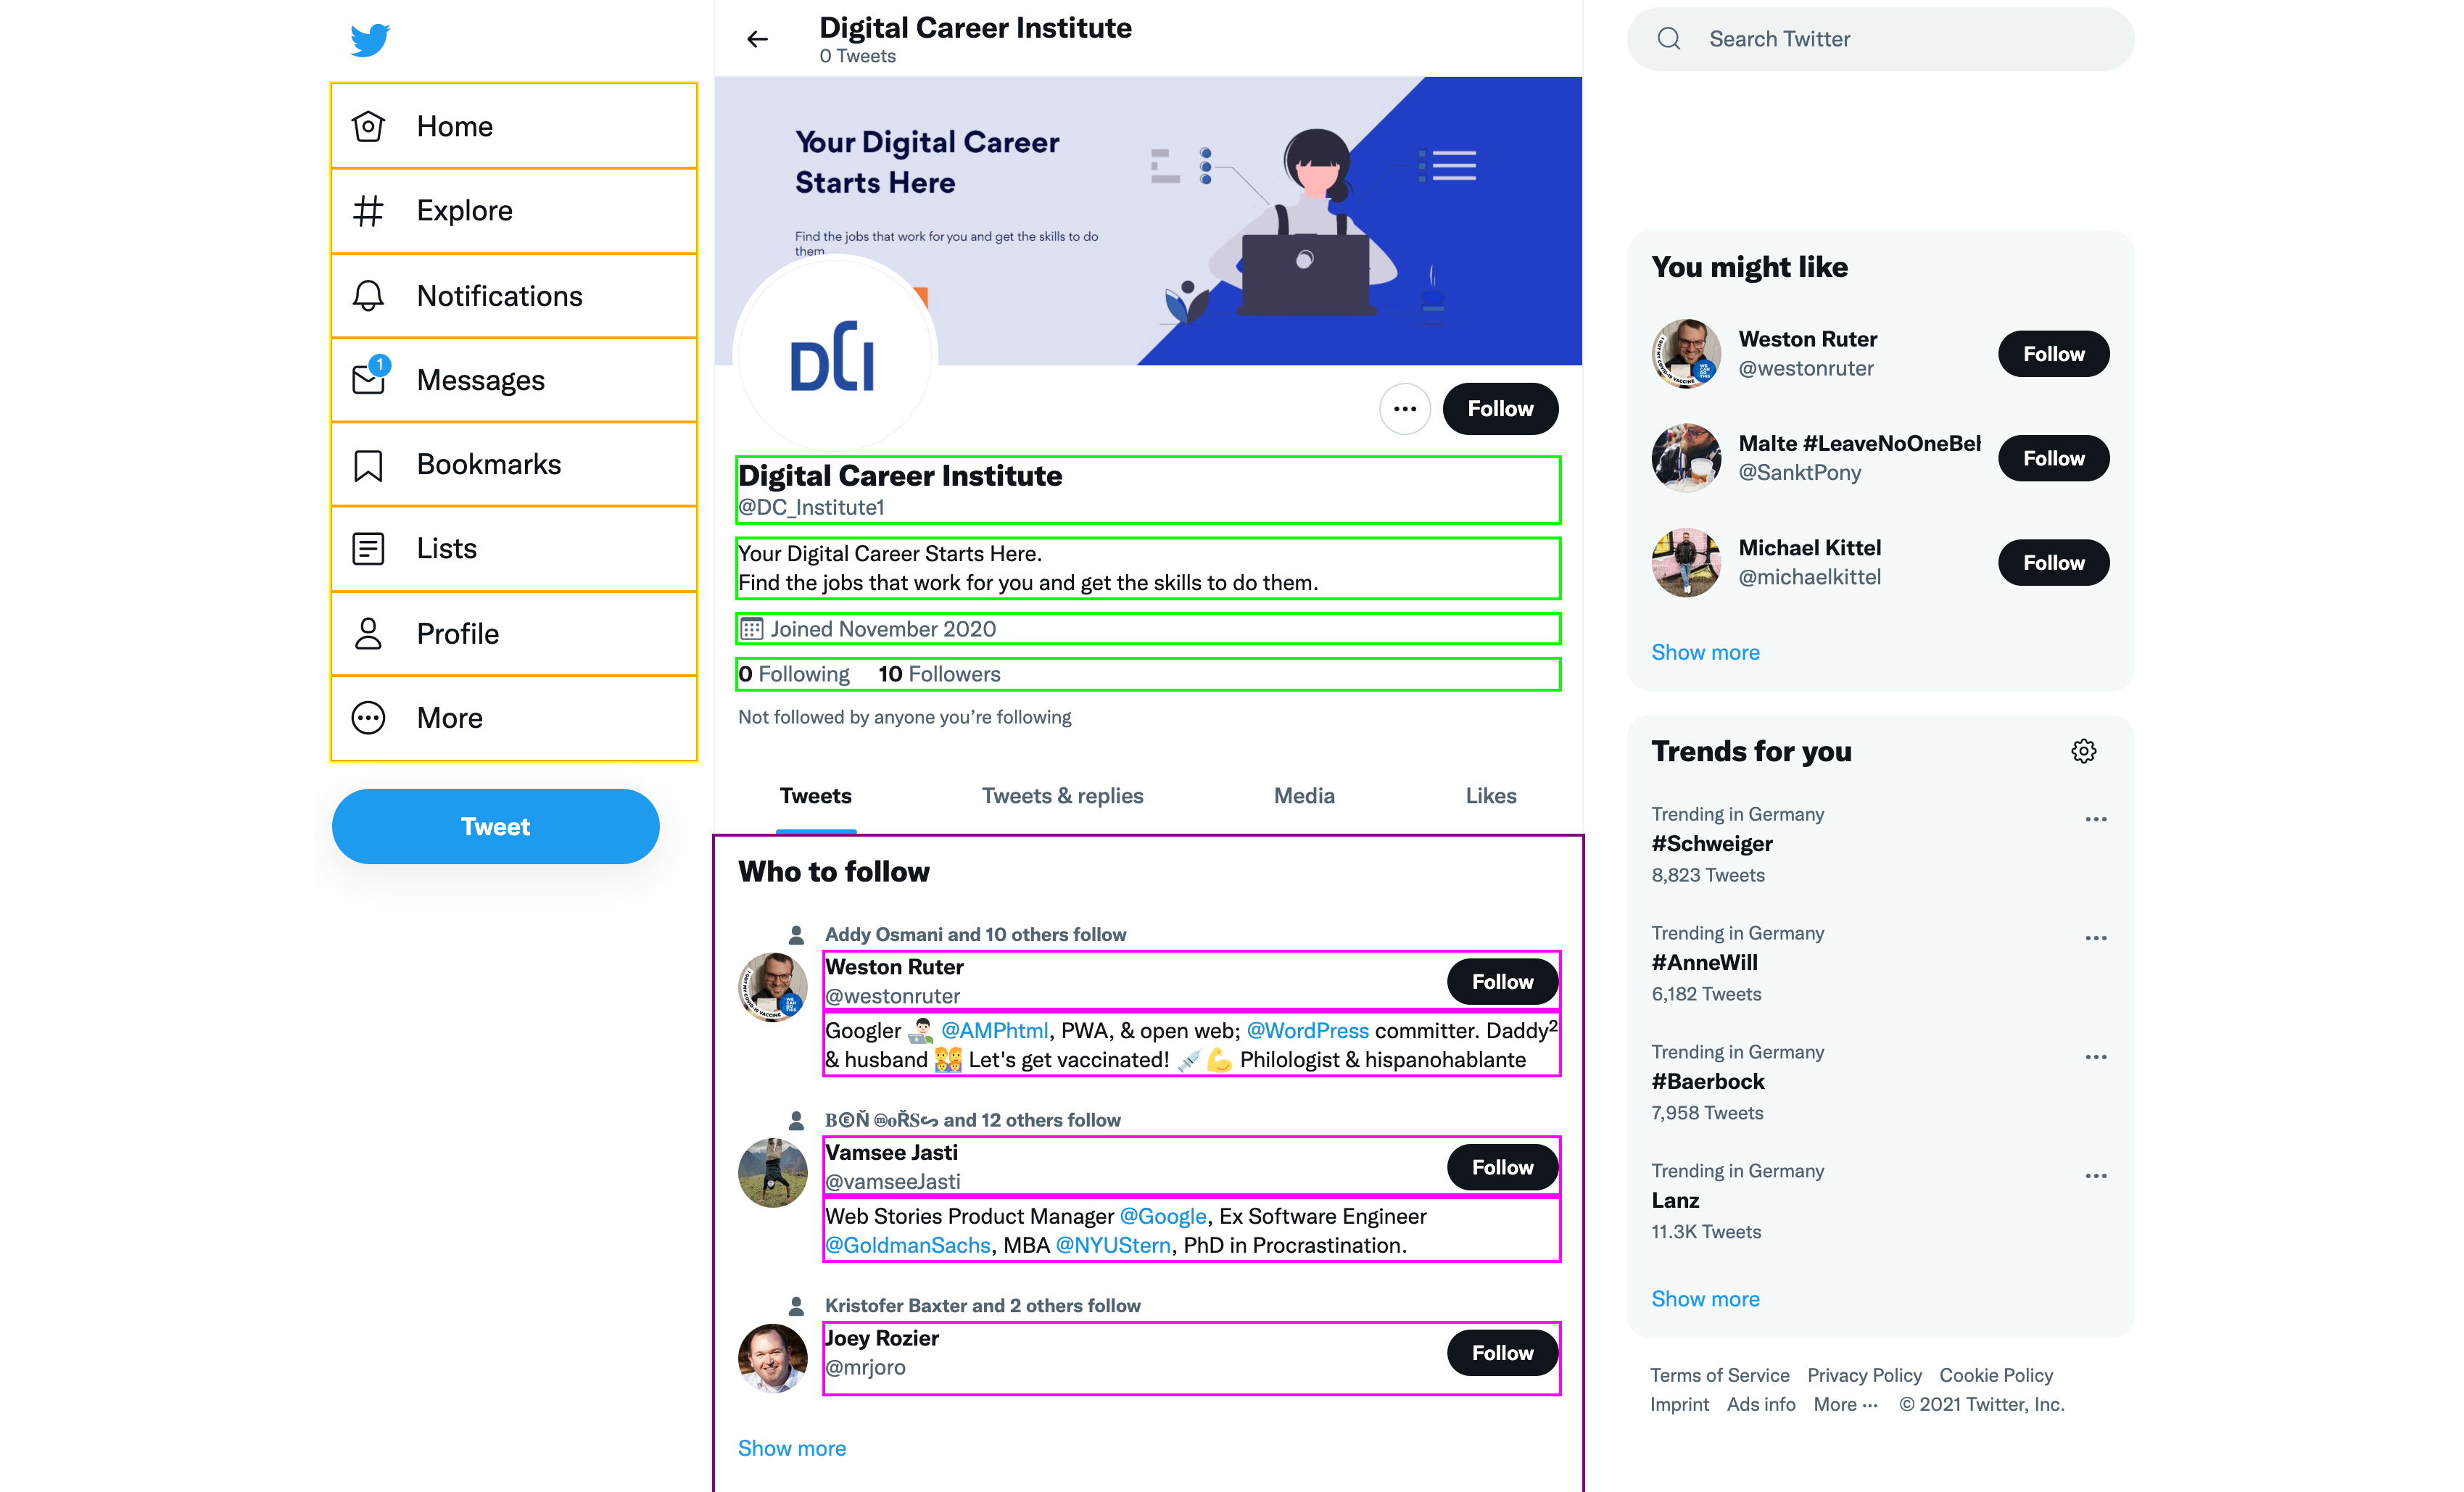 Home
Explore
Notifications
1
Messages
Bookmarks
Lists
Profile
More
Tweet
Digital Career Institute
0 Tweets
Your Digital Career
Starts Here
Find the jobs that work for you and get the skills to do
them
DCI
Follow
Digital Career Institute
@DC_Institute1
Your Digital Career Starts Here.
Find the jobs that work for you and get the skills to do them.
Joined November 2020
0 Following 10 Followers
Not followed by anyone you’re following
Tweets Tweets & replies Media Likes
Who to follow
Addy Osmani and 10 others follow
Weston Ruter
@westonruter
Follow
Googler 👨🏻‍💻 @AMPhtml, PWA, & open web; @WordPress committer. Daddy²
& husband 👨‍👩‍👦‍👦 Let's get vaccinated! 💉💪 Philologist & hispanohablante
𝐁ⒺŇ ⓜ𝐨ŘSᔕ and 12 others follow
Vamsee Jasti
@vamseeJasti
Follow
Web Stories Product Manager @Google, Ex Software Engineer
@GoldmanSachs, MBA @NYUStern, PhD in Procrastination.
Kristofer Baxter and 2 others follow
Joey Rozier
@mrjoro
Follow
Show more
Search Twitter
You might like
Weston Ruter
@westonruter
Follow
Malte #LeaveNoOneBeh
@SanktPony
Follow
Michael Kittel
@michaelkittel
Follow
Show more
Trends for you
Trending in Germany
#Schweiger
8,823 Tweets
Trending in Germany
#AnneWill
6,182 Tweets
Trending in Germany
#Baerbock
7,958 Tweets
Trending in Germany
Lanz
11.3K Tweets
Show more
Terms of Service Privacy Policy Cookie Policy
Imprint Ads info More ··· © 2021 Twitter, Inc.